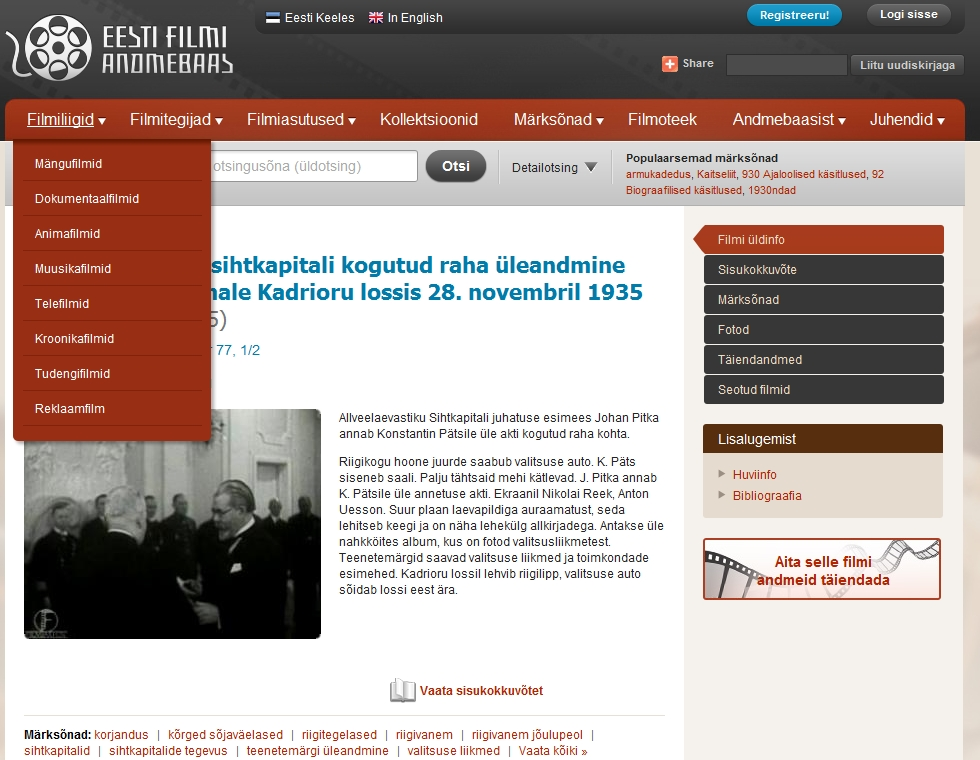 Eesti Keeles In English
Registreeru! Logi sisse
EESTI FILMI
ANDMEBAAS
Share Liitu uudiskirjaga
Filmiliigid Filmitegijad Filmiasutused Kollektsioonid Märksõnad Filmoteek Andmebaasist Juhendid
Mängufilmid
Dokumentaalfilmid
Animafilmid
Muusikafilmid
Telefilmid
Kroonikafilmid
Tudengifilmid
Reklaamfilm
otsingusõna (üldotsing) Otsi Detailotsing
Populaarsemad märksõnad
armukadedus, Kaitseliit, 930 Ajaloolised käsitlused, 92
Biograafilised käsitlused, 1930ndad
sihtkapitali kogutud raha üleandmine
Kadrioru lossis 28. novembril 1935
5)
77, 1/2
Allveelaevastiku Sihtkapitali juhatuse esimees Johan Pitka
annab Konstantin Pätsile üle akti kogutud raha kohta.
Riigikogu hoone juurde saabub valitsuse auto. K. Päts
siseneb saali. Palju tähtsaid mehi kätlevad. J. Pitka annab
K. Pätsile üle annetuse akti. Ekraanil Nikolai Reek, Anton
Uesson. Suur plaan laevapildiga auraamatust, seda
lehitseb keegi ja on näha lehekülg allkirjadega. Antakse üle
nahkköites album, kus on fotod valitsusliikmetest.
Teenetemärgid saavad valitsuse liikmed ja toimkondade
esimehed. Kadrioru lossil lehvib riigilipp, valitsuse auto
sõidab lossi eest ära.
Vaata sisukokkuvõtet
Märksõnad: korjandus | kõrged sõjaväelased | riigitegelased | riigivanem | riigivanem jõulupeol |
sihtkapitalid | sihtkapitalide tegevus | teenetemärgi üleandmine | valitsuse liikmed | Vaata kõiki »
Filmi üldinfo
Sisukokkuvõte
Märksõnad
Fotod
Täiendandmed
Seotud filmid
Lisalugemist
Huviinfo
Bibliograafia
Aita selle filmi
andmeid täiendada